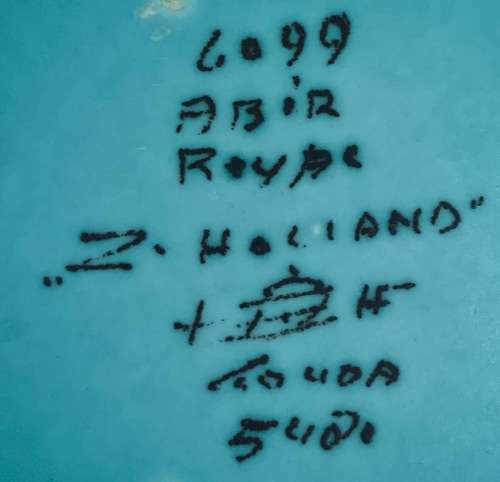 6099
ABIR
ROYAL
„Z. HOLLAND"
+ H
GOUDA